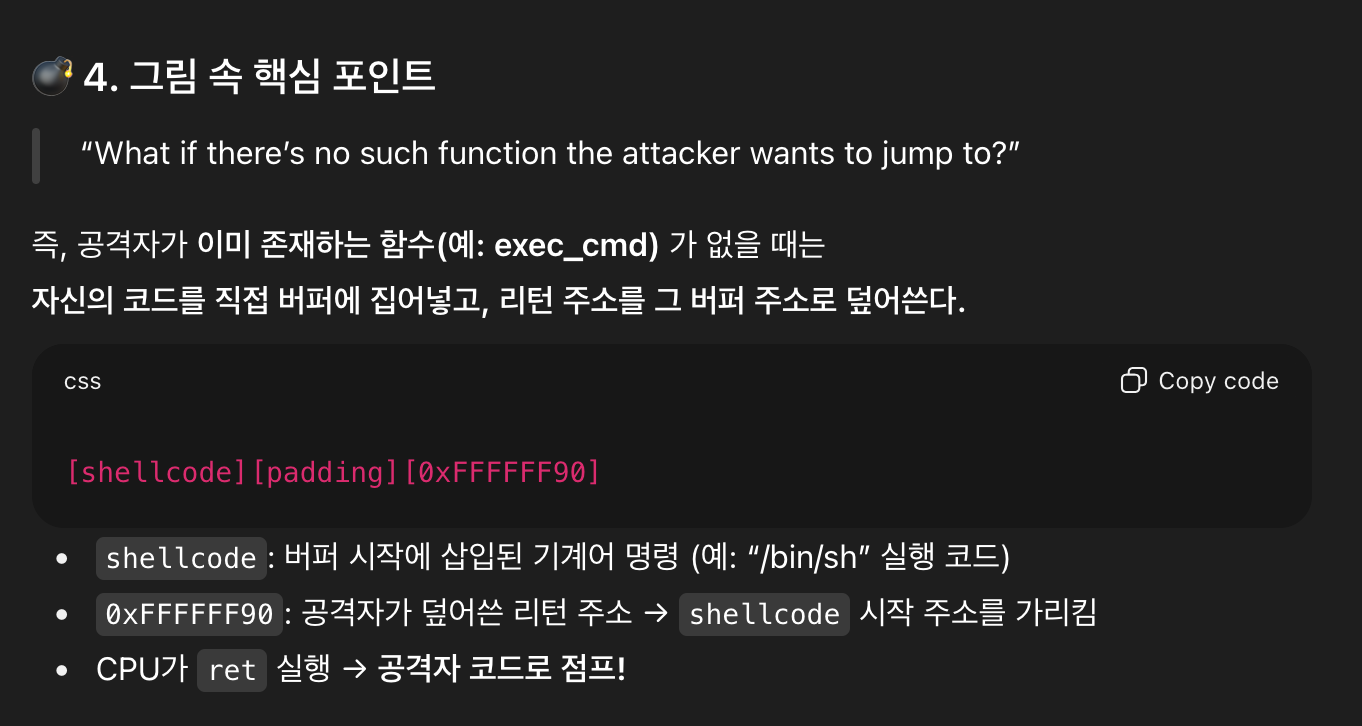 💣 4. 그림 속 핵심 포인트
“What if there’s no such function the attacker wants to jump to?”
즉, 공격자가 이미 존재하는 함수(예: exec_cmd) 가 없을 때는
자신의 코드를 직접 버퍼에 집어넣고, 리턴 주소를 그 버퍼 주소로 덮어쓴다.
css
Copy code
[shellcode][padding][0xFFFFFF90]
• shellcode: 버퍼 시작에 삽입된 기계어 명령 (예: “/bin/sh” 실행 코드)
• 0xFFFFFF90: 공격자가 덮어쓴 리턴 주소 → shellcode 시작 주소를 가리킴
• CPU가 ret 실행 → 공격자 코드로 점프!